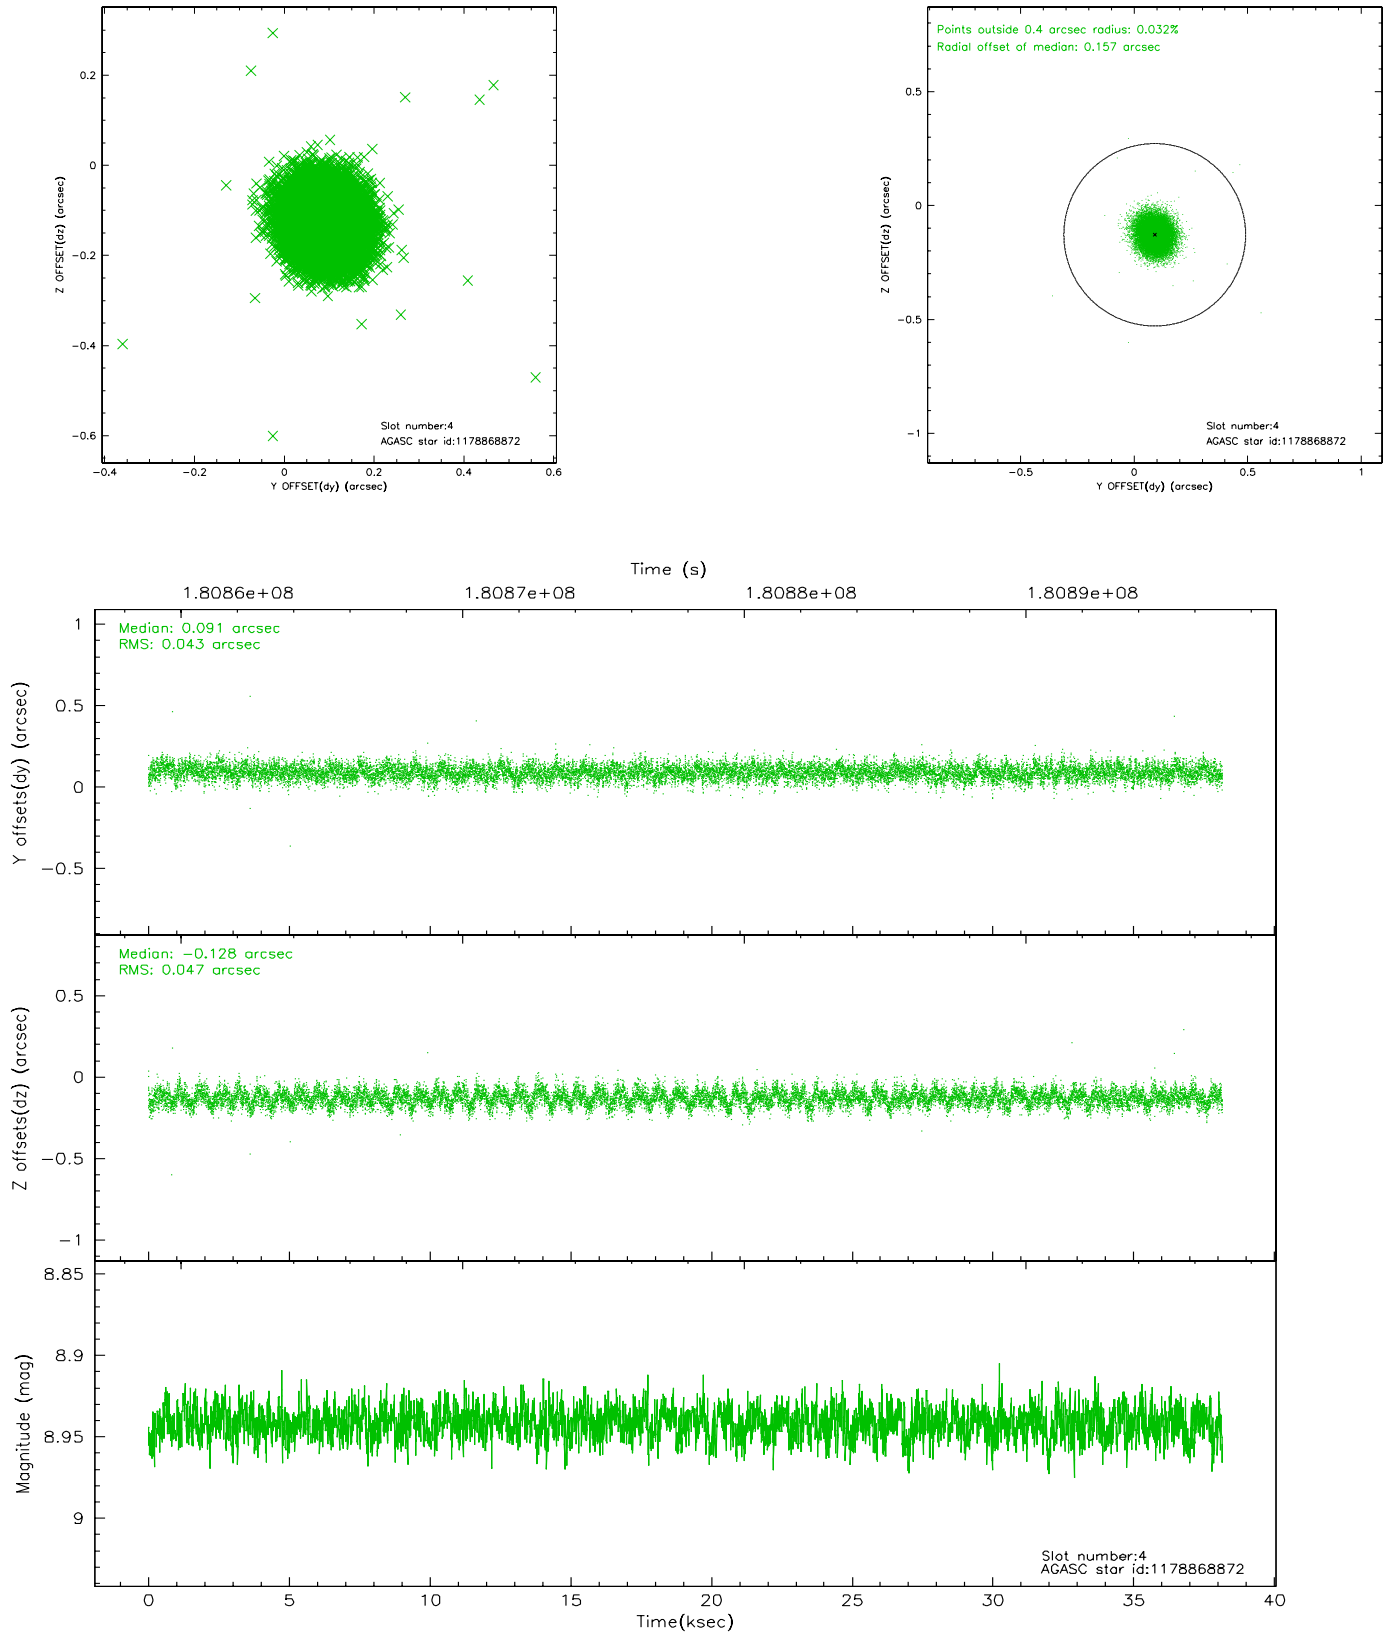 0.2
0
−0.2
−0.4
−0.6
−0.4
−0.2
0
0.2
0.4
0.6
Z OFFSET(dz) (arcsec)
Y OFFSET(dy) (arcsec)
Slot number:4
AGASC star id:1178868872
Points outside 0.4 arcsec radius: 0.032%
Radial offset of median: 0.157 arcsec
0.5
0
−0.5
−1
−0.5
0
0.5
1
Z OFFSET(dz) (arcsec)
Y OFFSET(dy) (arcsec)
Slot number:4
AGASC star id:1178868872
Time (s)
1.8086e+08
1.8087e+08
1.8088e+08
1.8089e+08
Median: 0.091 arcsec
RMS: 0.043 arcsec
1
0.5
0
−0.5
Y offsets(dy) (arcsec)
Median: −0.128 arcsec
RMS: 0.047 arcsec
0.5
0
−0.5
−1
Z offsets(dz) (arcsec)
8.85
8.9
8.95
9
Magnitude (mag)
Slot number:4
AGASC star id:1178868872
0
5
10
15
20
25
30
35
40
Time(ksec)